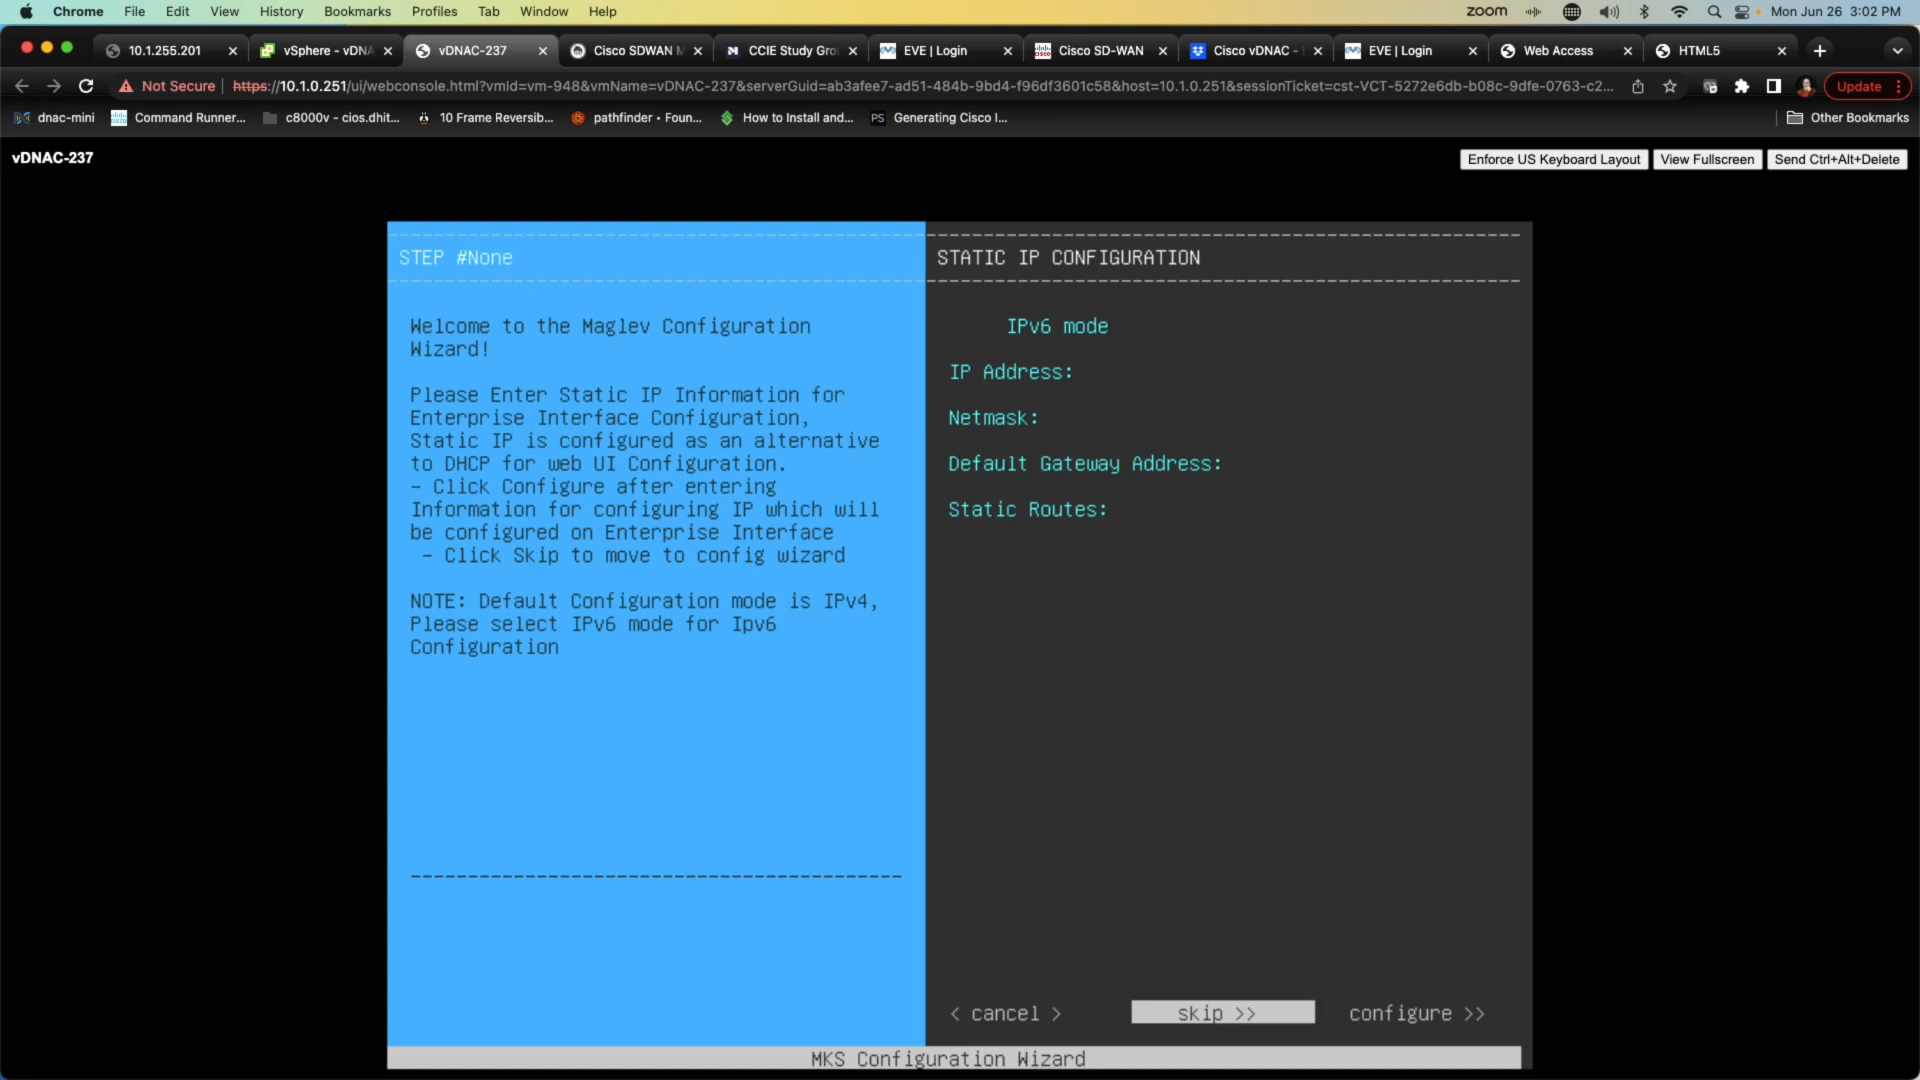 Chrome File Edit View History Bookmarks Profiles Tab Window Help zoom Mon Jun 26 3:02 PM
10.1.255.201 vSphere - vDNA vDNAC-237 Cisco SDWAN M CCIE Study Gro EVE | Login Cisco SD-WAN Cisco vDNAC - EVE | Login Web Access HTML5
Not Secure https://10.1.0.251/ui/webconsole.html?vmId=vm-948&vmName=vDNAC-237&serverGuid=ab3afee7-ad51-484b-9bd4-f96df3601c58&host=10.1.0.251&sessionTicket=cst-VCT-5272e6db-b08c-9dfe-0763-c2... Update
dnac-mini Command Runner... c8000v - cios.dhit... 10 Frame Reversib... pathfinder • Foun... How to Install and... PS Generating Cisco I... Other Bookmarks
vDNAC-237 Enforce US Keyboard Layout View Fullscreen Send Ctrl+Alt+Delete
STEP #None
Welcome to the Maglev Configuration
Wizard!
Please Enter Static IP Information for
Enterprise Interface Configuration,
Static IP is configured as an alternative
to DHCP for web UI Configuration.
- Click Configure after entering
Information for configuring IP which will
be configured on Enterprise Interface
- Click Skip to move to config wizard
NOTE: Default Configuration mode is IPv4,
Please select IPv6 mode for Ipv6
Configuration
STATIC IP CONFIGURATION
IPv6 mode
IP Address:
Netmask:
Default Gateway Address:
Static Routes:
< cancel > skip >> configure >>
MKS Configuration Wizard